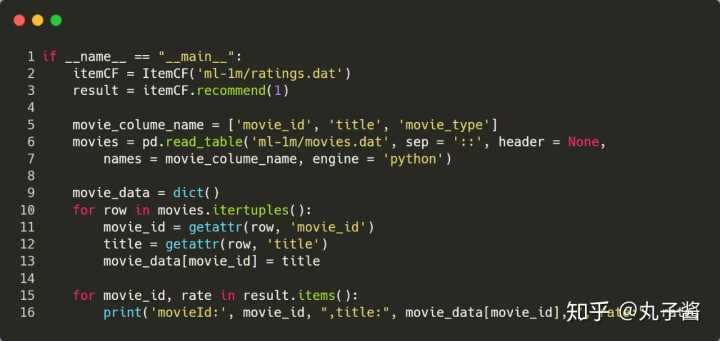 1 if __name__ == "__main__":
2     itemCF = ItemCF('ml-1m/ratings.dat')
3     result = itemCF.recommend(1)
4
5     movie_colume_name = ['movie_id', 'title', 'movie_type']
6     movies = pd.read_table('ml-1m/movies.dat', sep = '::', header = None,
7         names = movie_column_name, engine = 'python')
8
9     movie_data = dict()
10     for row in movies.itertuples():
11         movie_id = getattr(row, 'movie_id')
12         title = getattr(row, 'title')
13         movie_data[movie_id] = title
14
15     for movie_id, rate in result.items():
16         print('movieId:', movie_id, ",title:", movie_data[movie_id],
知乎 @丸子酱